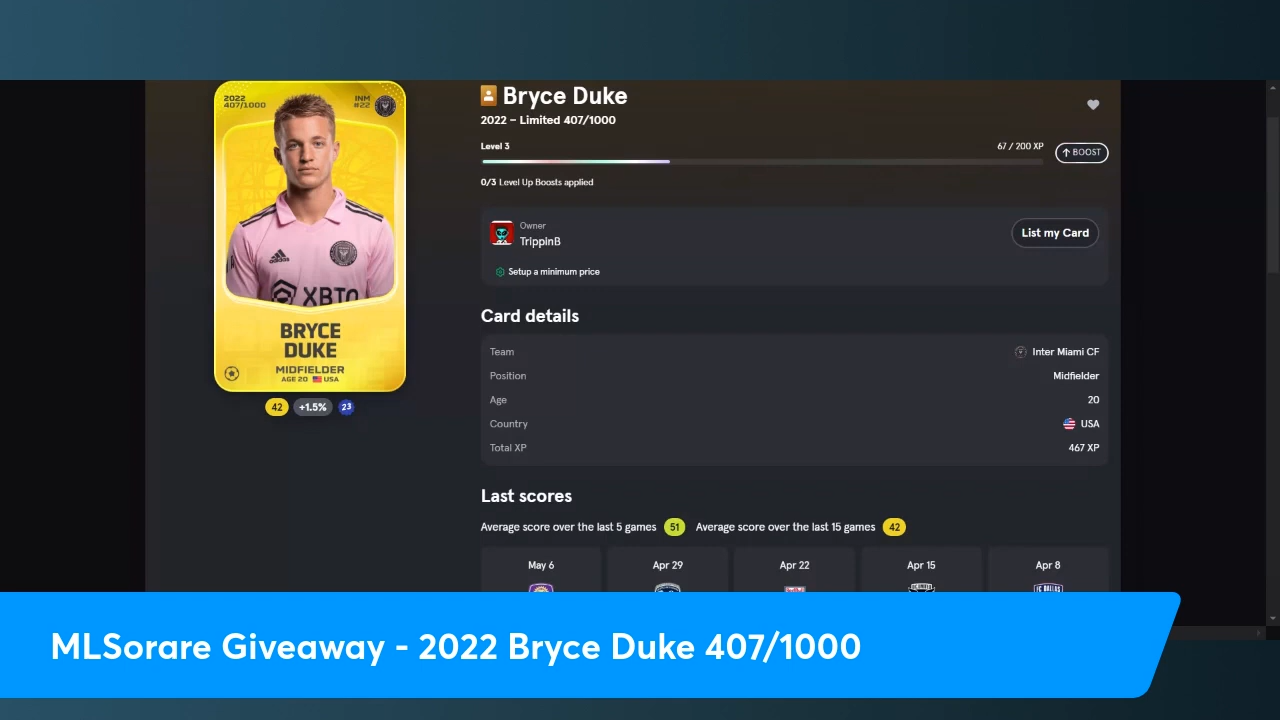 2022
407/1000
INM
#22
XBTO
BRYCE
DUKE
MIDFIELDER
AGE 20 USA
42 +1.5% 23
Bryce Duke
2022 – Limited 407/1000
Level 3
67 / 200 XP
BOOST
0/3 Level Up Boosts applied
Owner
TrippinB
List my Card
Setup a minimum price
Card details
Team Inter Miami CF
Position Midfielder
Age 20
Country USA
Total XP 467 XP
Last scores
Average score over the last 5 games 51 Average score over the last 15 games 42
May 6 Apr 29 Apr 22 Apr 15 Apr 8
MLSorare Giveaway - 2022 Bryce Duke 407/1000